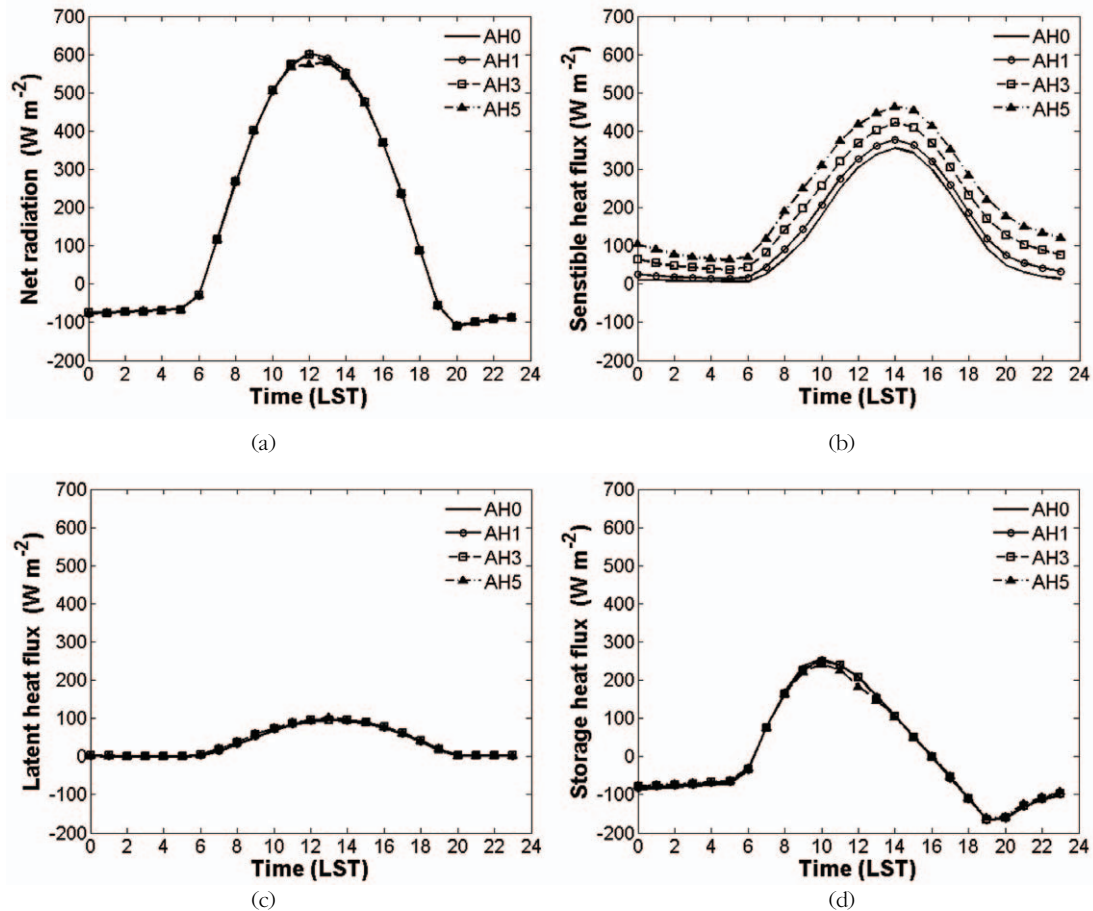 700
600
500
400
300
200
100
0
-100
-200
Net radiation (W m-2)
AH0
AH1
AH3
AH5
0 2 4 6 8 10 12 14 16 18 20 22 24
Time (LST)
(a)
700
600
500
400
300
200
100
0
-100
-200
Senstible heat flux (W m-2)
AH0
AH1
AH3
AH5
0 2 4 6 8 10 12 14 16 18 20 22 24
Time (LST)
(b)
700
600
500
400
300
200
100
0
-100
-200
Latent heat flux (W m-2)
AH0
AH1
AH3
AH5
0 2 4 6 8 10 12 14 16 18 20 22 24
Time (LST)
(c)
700
600
500
400
300
200
100
0
-100
-200
Storage heat flux (W m-2)
AH0
AH1
AH3
AH5
0 2 4 6 8 10 12 14 16 18 20 22 24
Time (LST)
(d)